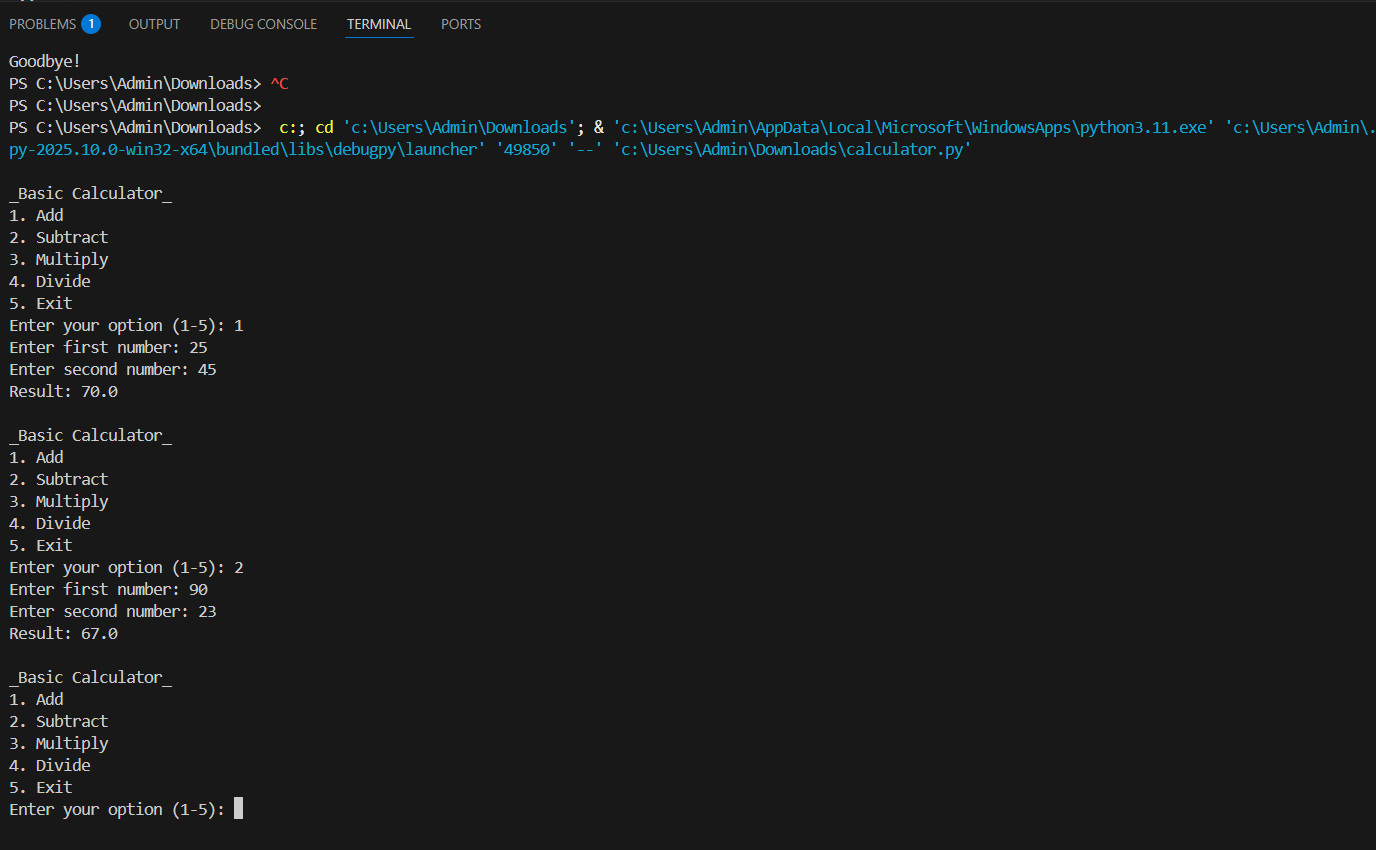 PROBLEMS 1 OUTPUT DEBUG CONSOLE TERMINAL PORTS
Goodbye!
PS C:\Users\Admin\Downloads> ^C
PS C:\Users\Admin\Downloads>
PS C:\Users\Admin\Downloads>  c:; cd 'c:\Users\Admin\Downloads'; & 'c:\Users\Admin\AppData\Local\Microsoft\WindowsApps\python3.11.exe' 'c:\Users\Admin\.
py-2025.10.0-win32-x64\bundled\libs\debugpy\launcher' '49850' '--' 'c:\Users\Admin\Downloads\calculator.py'
_Basic Calculator_
1. Add
2. Subtract
3. Multiply
4. Divide
5. Exit
Enter your option (1-5): 1
Enter first number: 25
Enter second number: 45
Result: 70.0
_Basic Calculator_
1. Add
2. Subtract
3. Multiply
4. Divide
5. Exit
Enter your option (1-5): 2
Enter first number: 90
Enter second number: 23
Result: 67.0
_Basic Calculator_
1. Add
2. Subtract
3. Multiply
4. Divide
5. Exit
Enter your option (1-5):